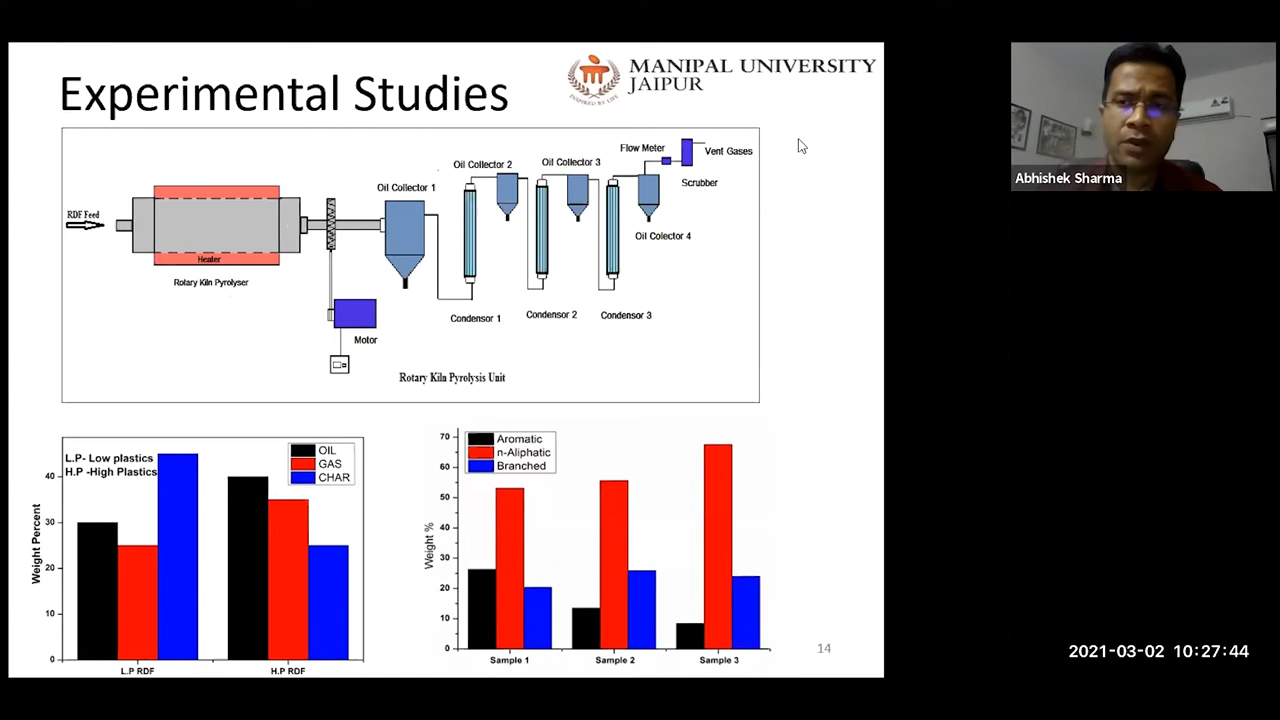 Experimental Studies
MANIPAL UNIVERSITY
JAIPUR
INSPIRED BY LIFE
RDF Feed
Heater
Rotary Kiln Pyrolyser
Motor
Oil Collector 1
Oil Collector 2
Oil Collector 3
Oil Colector 4
Flow Meter
Vent Gases
Scrubber
Condensor 1
Condensor 2
Condensor 3
Rotary Kiln Pyrolysis Unit
L.P- Low plastics
H.P -High Plastics
OIL
GAS
CHAR
Weight Percent
40
30
20
10
0
L.P RDF
H.P RDF
Aromatic
n-Aliphatic
Branched
Weight %
70
60
50
40
30
20
10
0
Sample 1
Sample 2
Sample 3
14
Abhishek Sharma
2021-03-02 10:27:44